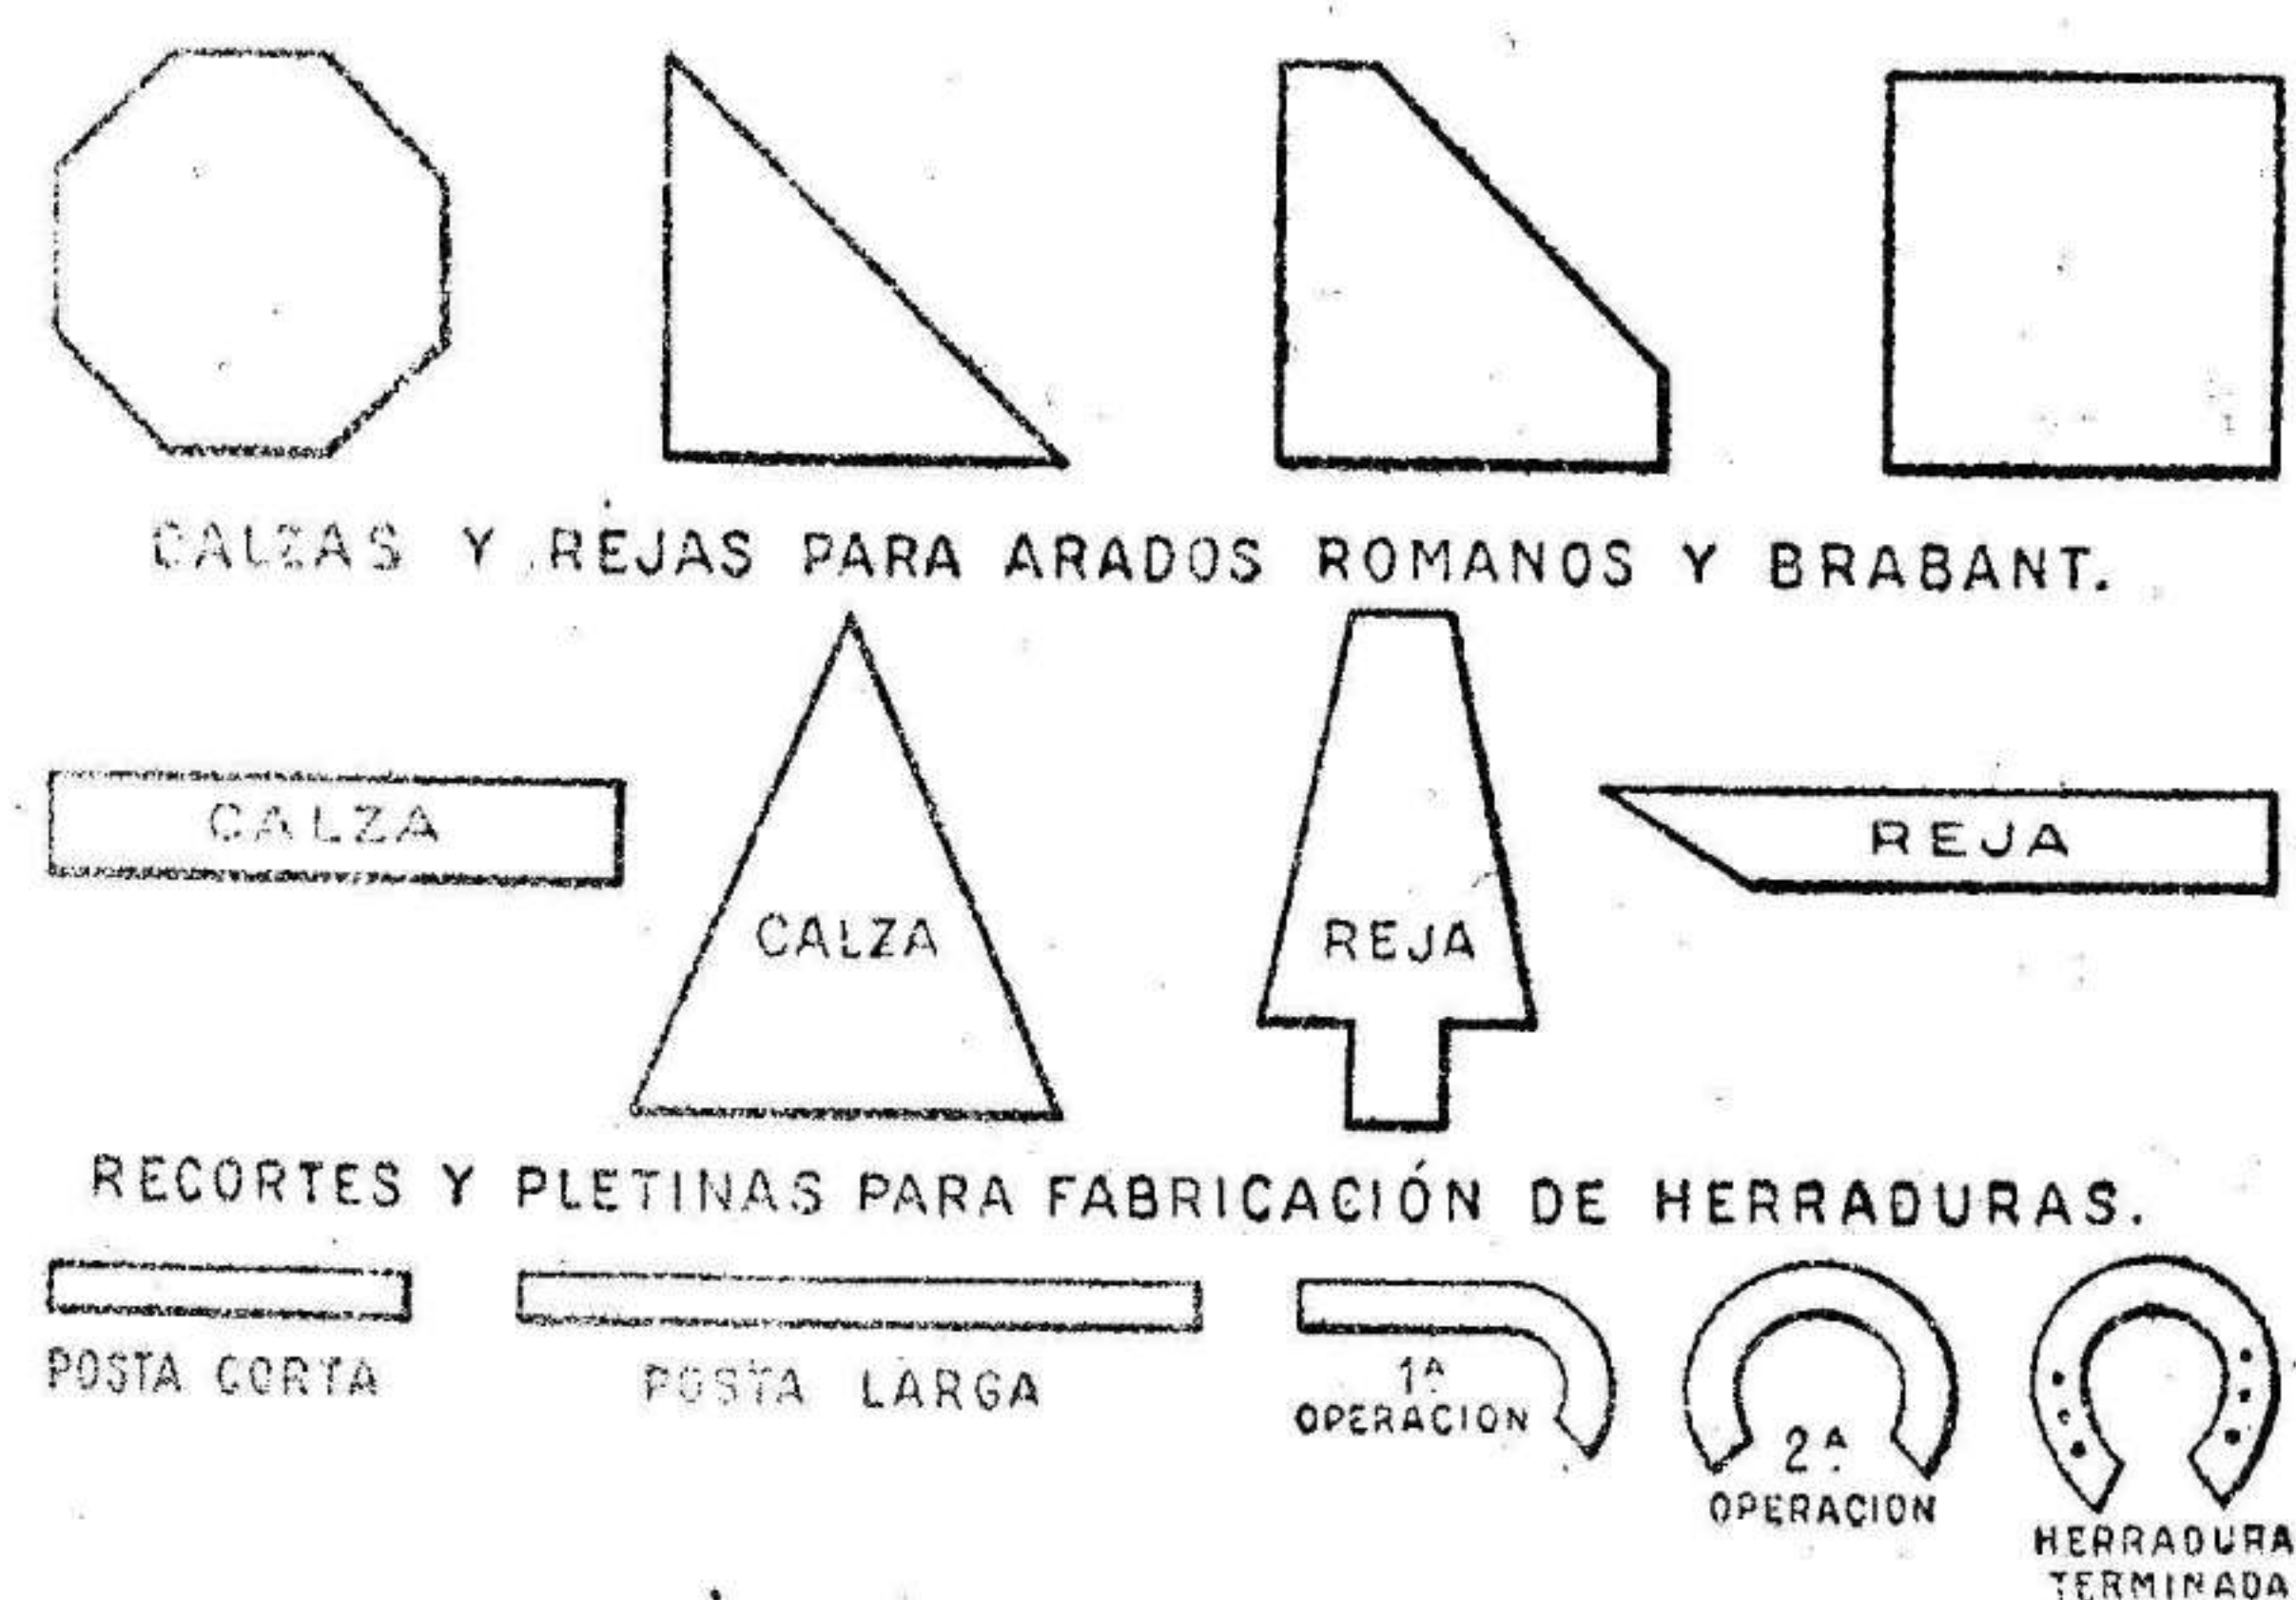 CALZAS Y REJAS PARA ARADOS ROMANOS Y BRABANT.
CALZA
REJA
CALZA
REJA
RECORTES Y PLETINAS PARA FABRICACIÓN DE HERRADURAS.
POSTA CORTA
POSTA LARGA
1ª
OPERACION
2ª
OPERACION
HERRADURA
TERMINADA